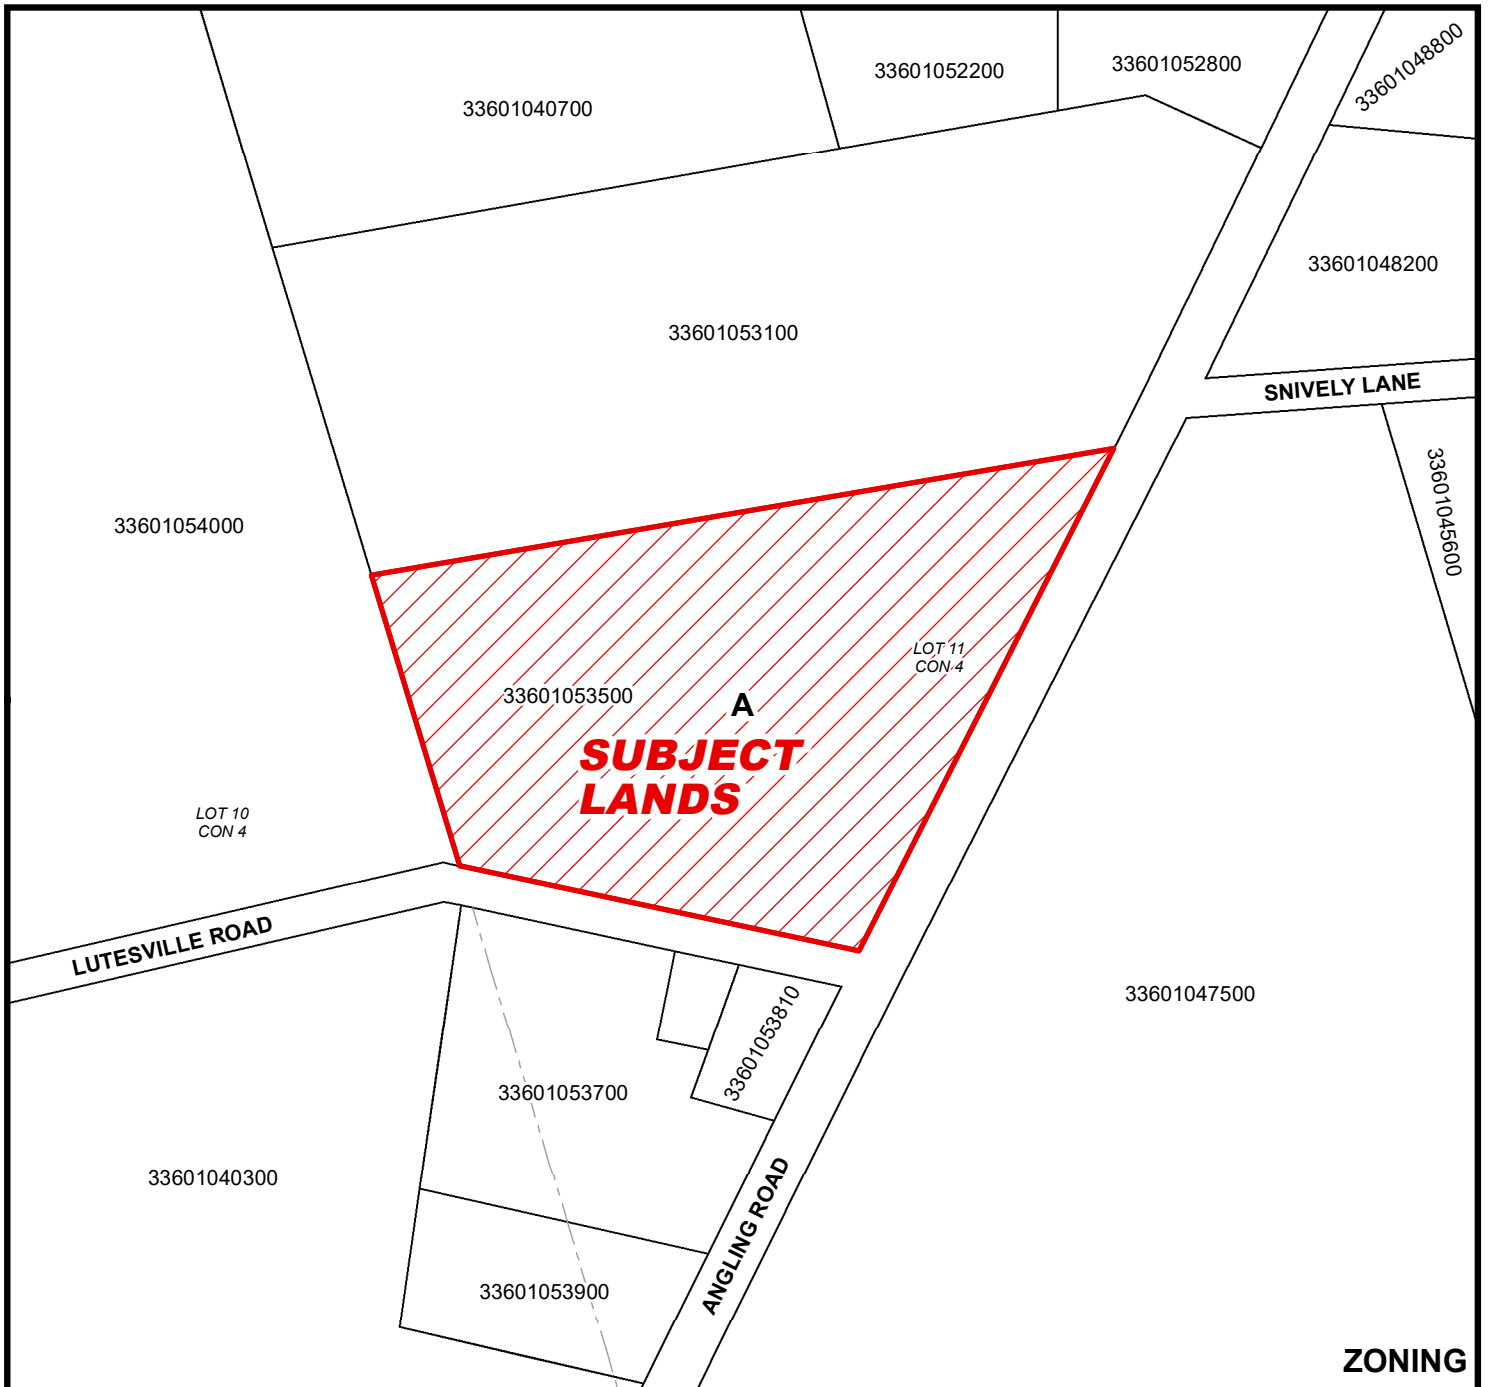 33601052200
33601052800
33601048800
33601040700
33601048200
33601053100
SNIVELY LANE
33601045600
33601054000
LOT 11
CON 4
33601053500
A
SUBJECT
LANDS
LOT 10
CON 4
LUTESVILLE ROAD
33601047500
33601053810
33601053700
33601040300
ANGLING ROAD
33601053900
ZONING